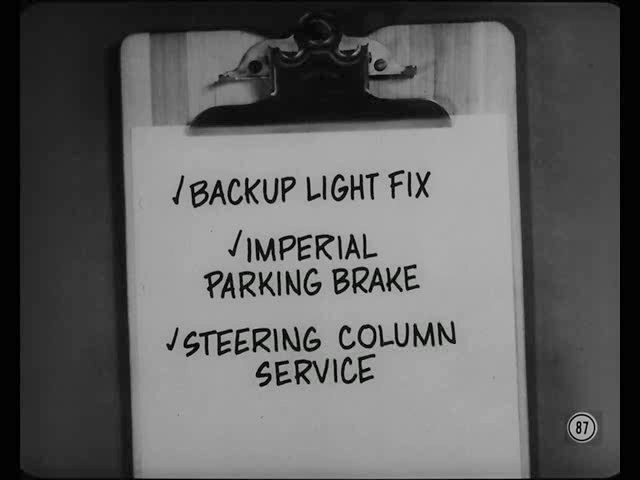 ✓BACKUP LIGHT FIX
✓IMPERIAL
PARKING BRAKE
✓STEERING COLUMN
SERVICE
87